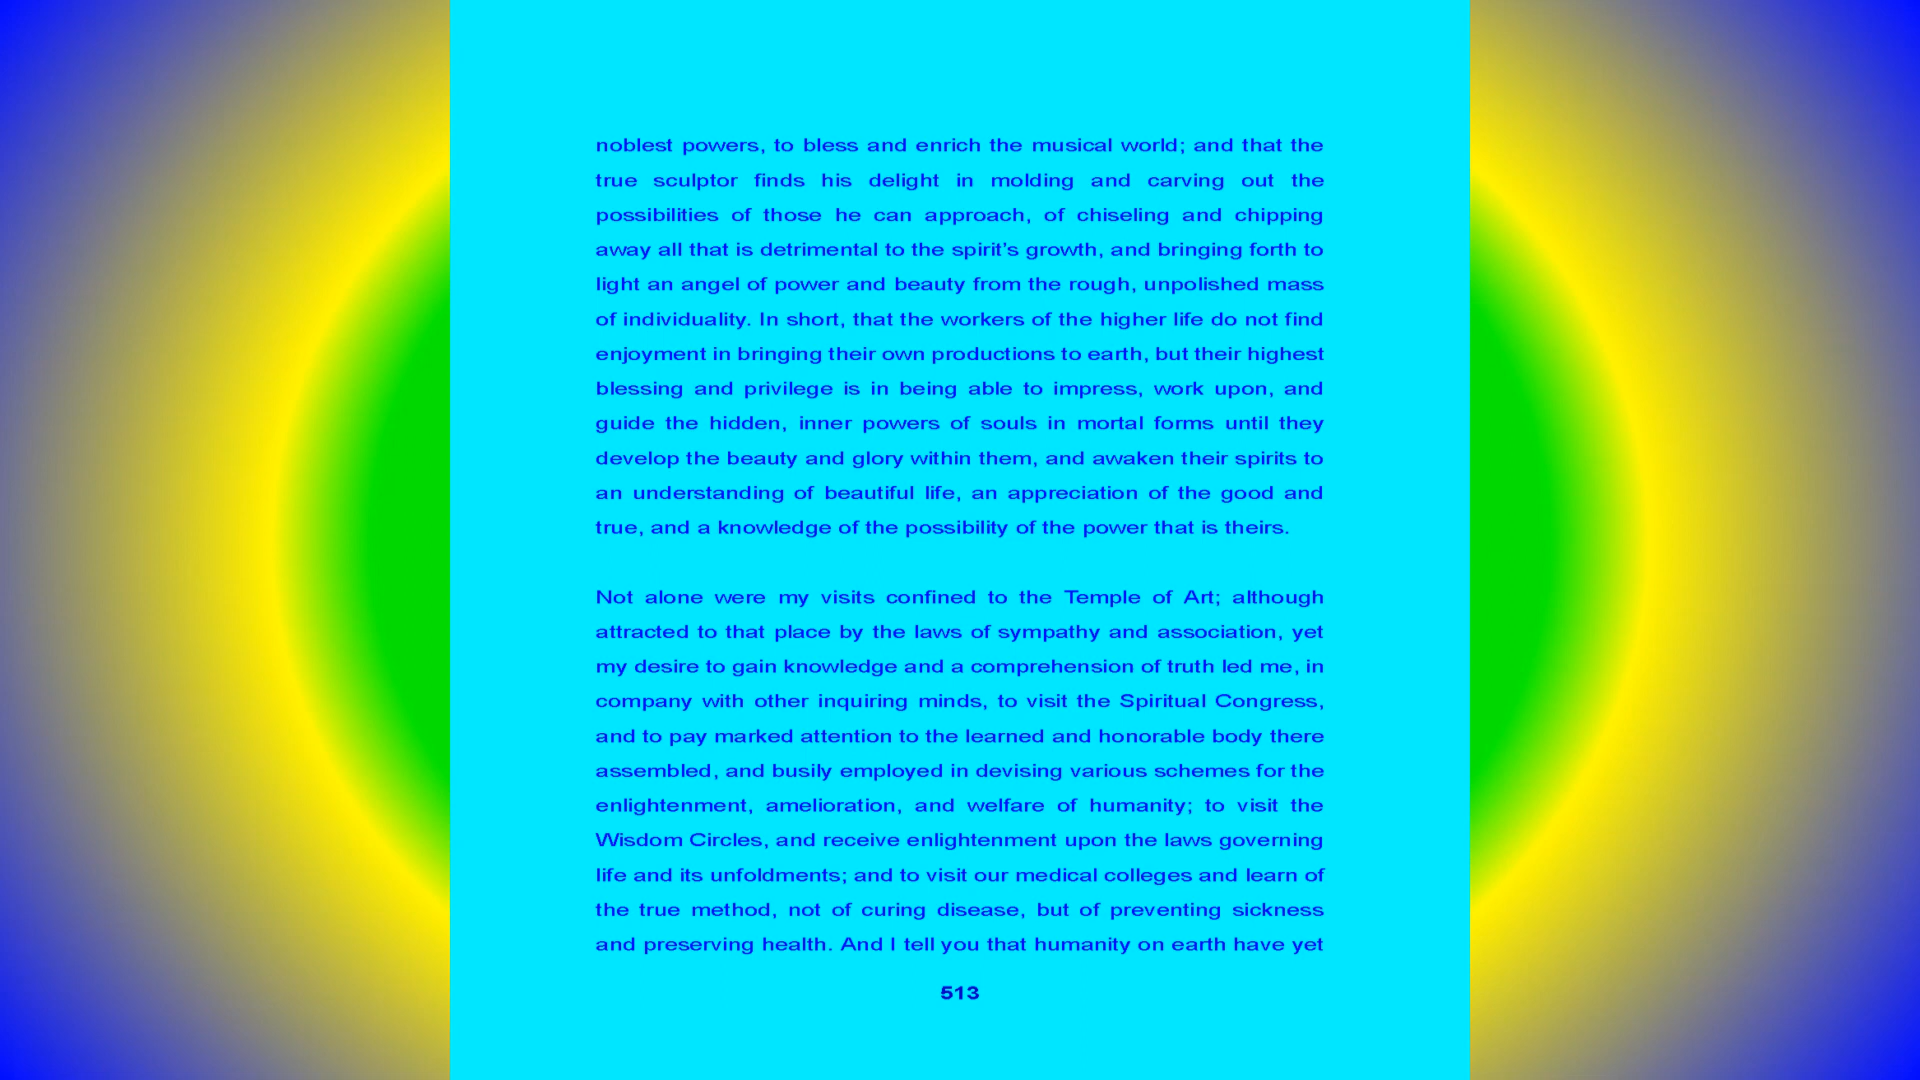 noblest powers, to bless and enrich the musical world; and that the
true sculptor finds his delight in molding and carving out the
possibilities of those he can approach, of chiseling and chipping
away all that is detrimental to the spirit's growth, and bringing forth to
light an angel of power and beauty from the rough, unpolished mass
of individuality. In short, that the workers of the higher life do not find
enjoyment in bringing their own productions to earth, but their highest
blessing and privilege is in being able to impress, work upon, and
guide the hidden, inner powers of souls in mortal forms until they
develop the beauty and glory within them, and awaken their spirits to
an understanding of beautiful life, an appreciation of the good and
true, and a knowledge of the possibility of the power that is theirs.
Not alone were my visits confined to the Temple of Art; although
attracted to that place by the laws of sympathy and association, yet
my desire to gain knowledge and a comprehension of truth led me, in
company with other inquiring minds, to visit the Spiritual Congress,
and to pay marked attention to the learned and honorable body there
assembled, and busily employed in devising various schemes for the
enlightenment, amelioration, and welfare of humanity; to visit the
Wisdom Circles, and receive enlightenment upon the laws governing
life and its unfoldments; and to visit our medical colleges and learn of
the true method, not of curing disease, but of preventing sickness
and preserving health. And I tell you that humanity on earth have yet
513